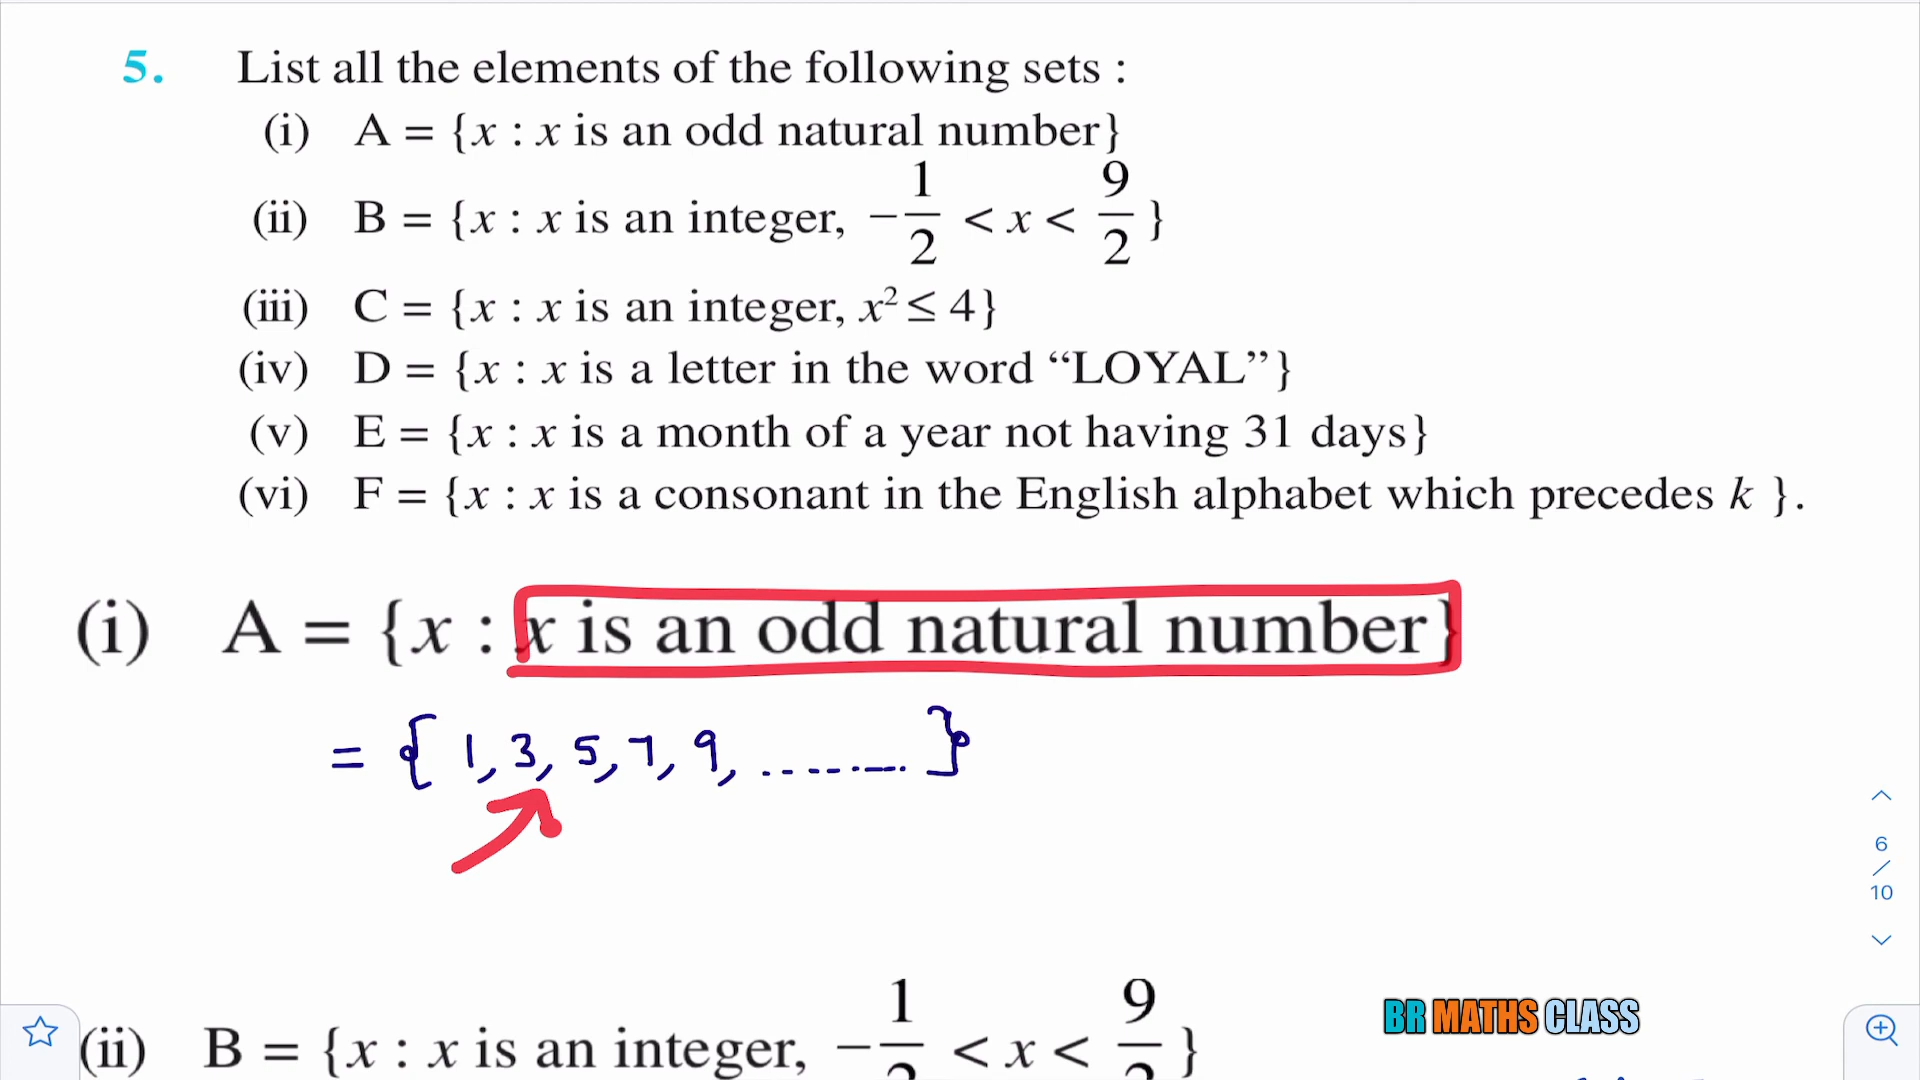 5. List all the elements of the following sets :
(i) A = {x : x is an odd natural number}
(ii) B = {x : x is an integer, -1/2 < x < 9/2 }
(iii) C = {x : x is an integer, x² ≤ 4}
(iv) D = {x : x is a letter in the word “LOYAL”}
(v) E = {x : x is a month of a year not having 31 days}
(vi) F = {x : x is a consonant in the English alphabet which precedes k }.
(i) A = {x : x is an odd natural number}
= { 1, 3, 5, 7, 9, ......... }
6
/
10
(ii) B = {x : x is an integer, -1/2 < x < 9/2 }
BR MATHS CLASS